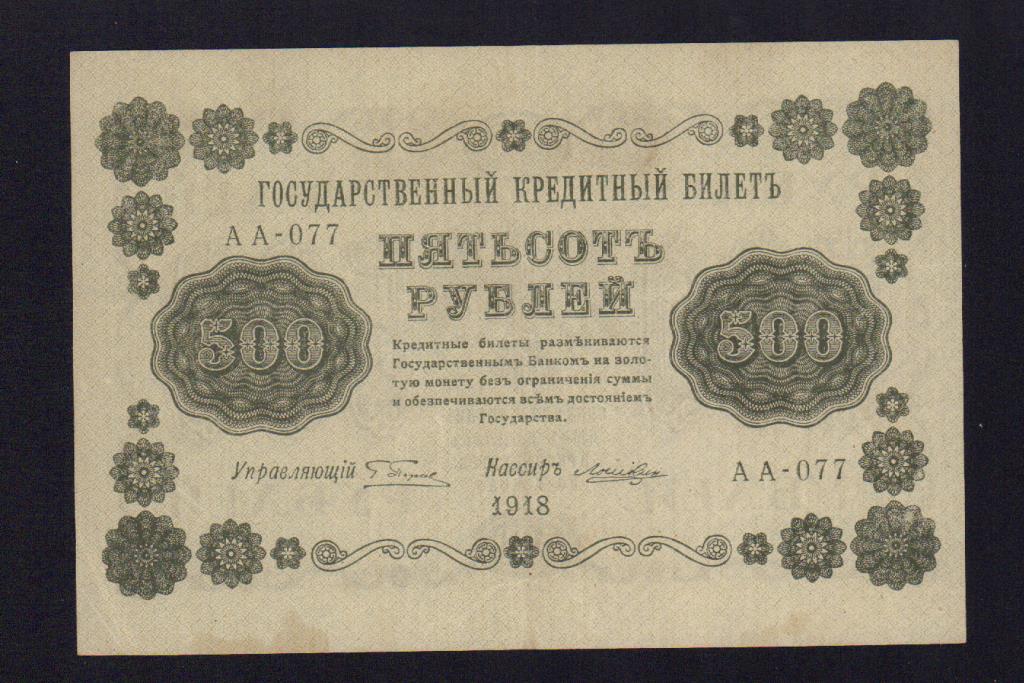 ГОСУДАРСТВЕННЫЙ КРЕДИТНЫЙ БИЛЕТЪ
АА-077
ПЯТЬСОТЪ
РУБЛЕЙ
500
500
Кредитные билеты размѣниваются
Государственнымъ Банкомъ на золо-
тую монету безъ ограниченія суммы
и обезпечиваются всѣмъ достояніемъ
Государства.
Управляющій Кассиръ
АА-077
1918